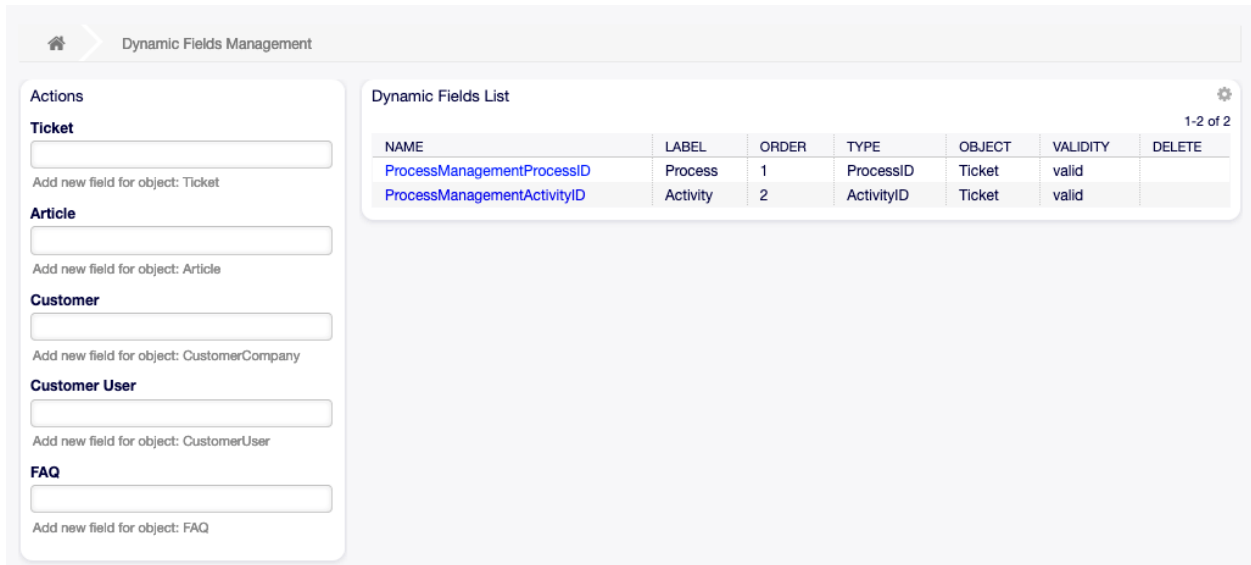 Dynamic Fields Management
Actions
Ticket
Add new field for object: Ticket
Article
Add new field for object: Article
Customer
Add new field for object: CustomerCompany
Customer User
Add new field for object: CustomerUser
FAQ
Add new field for object: FAQ
Dynamic Fields List
1-2 of 2
NAME LABEL ORDER TYPE OBJECT VALIDITY DELETE
ProcessManagementProcessID Process 1 ProcessID Ticket valid
ProcessManagementActivityID Activity 2 ActivityID Ticket valid